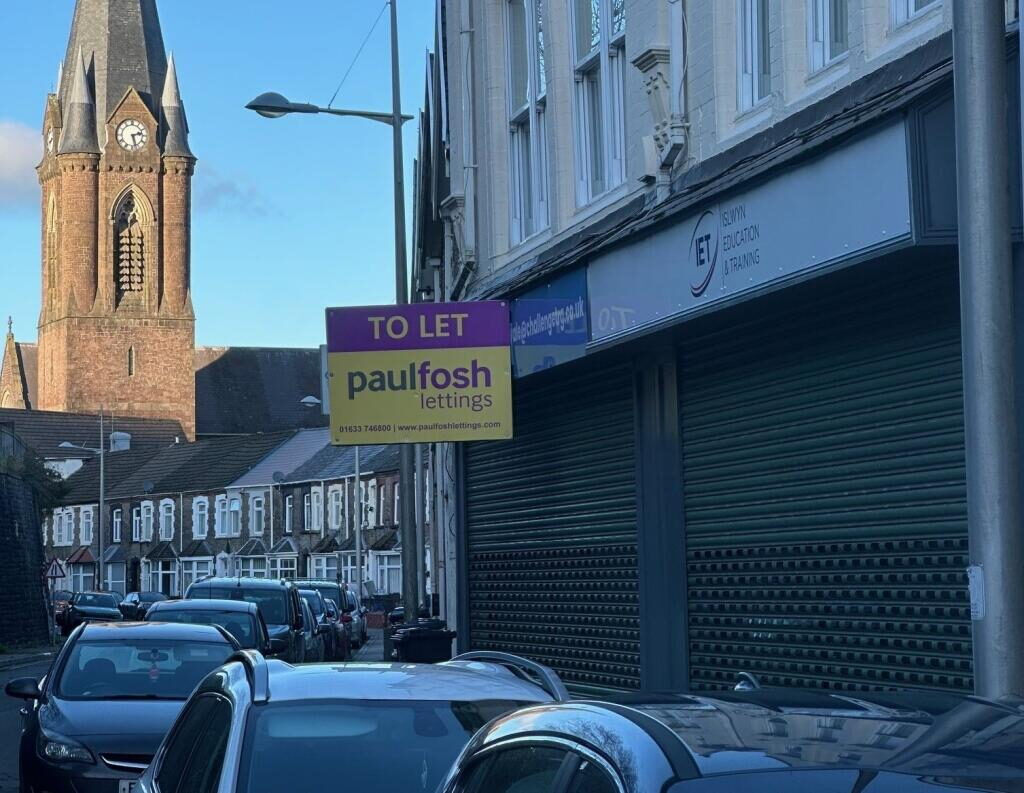 TO LET
paulfosh
lettings
01633 746800 | www.paulfoshlettings.com
IET
ISLWYN
EDUCATION
& TRAINING